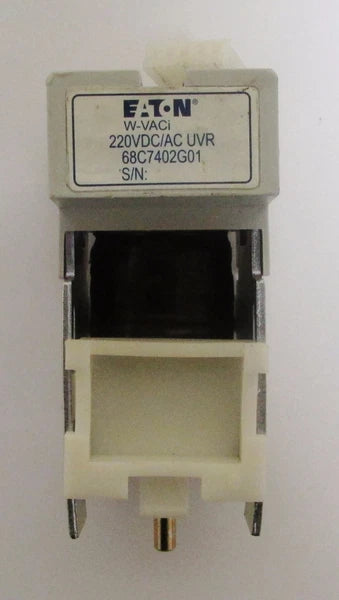 EATON®
W-VACi
220VDC/AC UVR
68C7402G01
S/N: